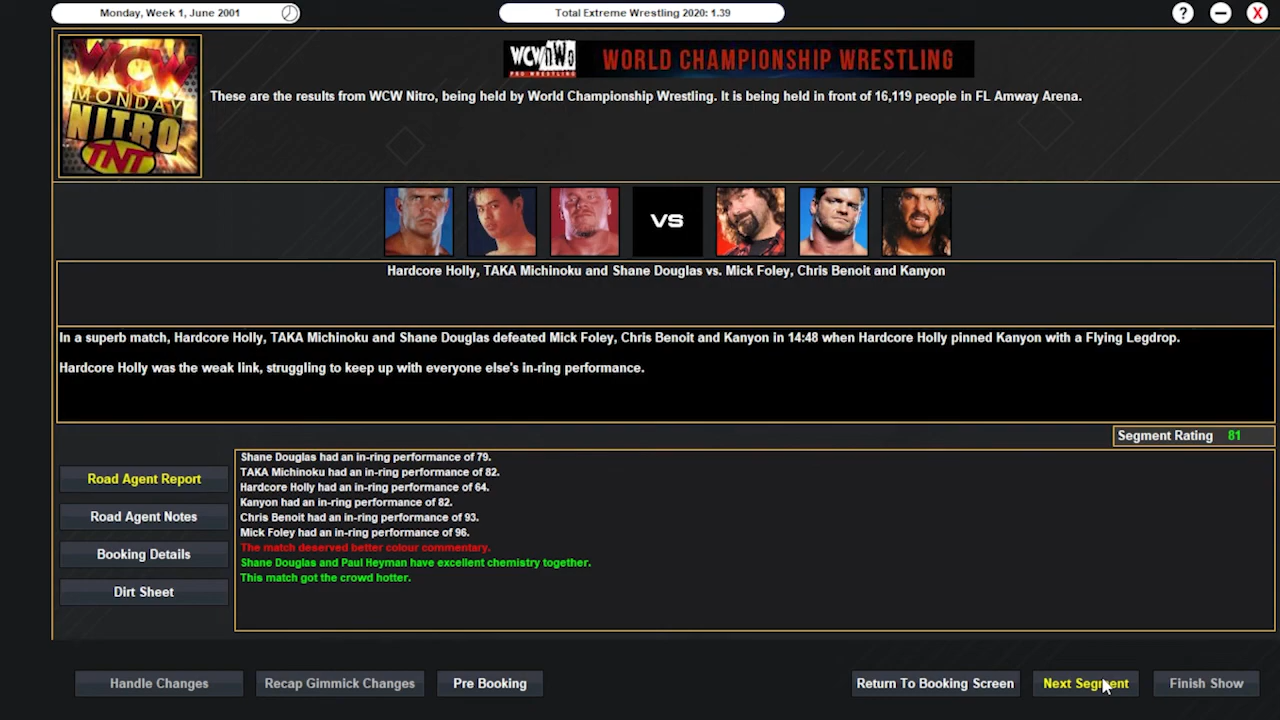 Monday, Week 1, June 2001
Total Extreme Wrestling 2020: 1.39
?
X
WCW
MONDAY
NITRO
TNT
WCW nWo
PRO WRESTLING
WORLD CHAMPIONSHIP WRESTLING
These are the results from WCW Nitro, being held by World Championship Wrestling. It is being held in front of 16,119 people in FL Amway Arena.
VS
Hardcore Holly, TAKA Michinoku and Shane Douglas vs. Mick Foley, Chris Benoit and Kanyon
In a superb match, Hardcore Holly, TAKA Michinoku and Shane Douglas defeated Mick Foley, Chris Benoit and Kanyon in 14:48 when Hardcore Holly pinned Kanyon with a Flying Legdrop.
Hardcore Holly was the weak link, struggling to keep up with everyone else's in-ring performance.
Segment Rating 81
Road Agent Report
Road Agent Notes
Booking Details
Dirt Sheet
Shane Douglas had an in-ring performance of 79.
TAKA Michinoku had an in-ring performance of 82.
Hardcore Holly had an in-ring performance of 64.
Kanyon had an in-ring performance of 82.
Chris Benoit had an in-ring performance of 93.
Mick Foley had an in-ring performance of 96.
The match deserved better colour commentary.
Shane Douglas and Paul Heyman have excellent chemistry together.
This match got the crowd hotter.
Handle Changes
Recap Gimmick Changes
Pre Booking
Return To Booking Screen
Next Segment
Finish Show